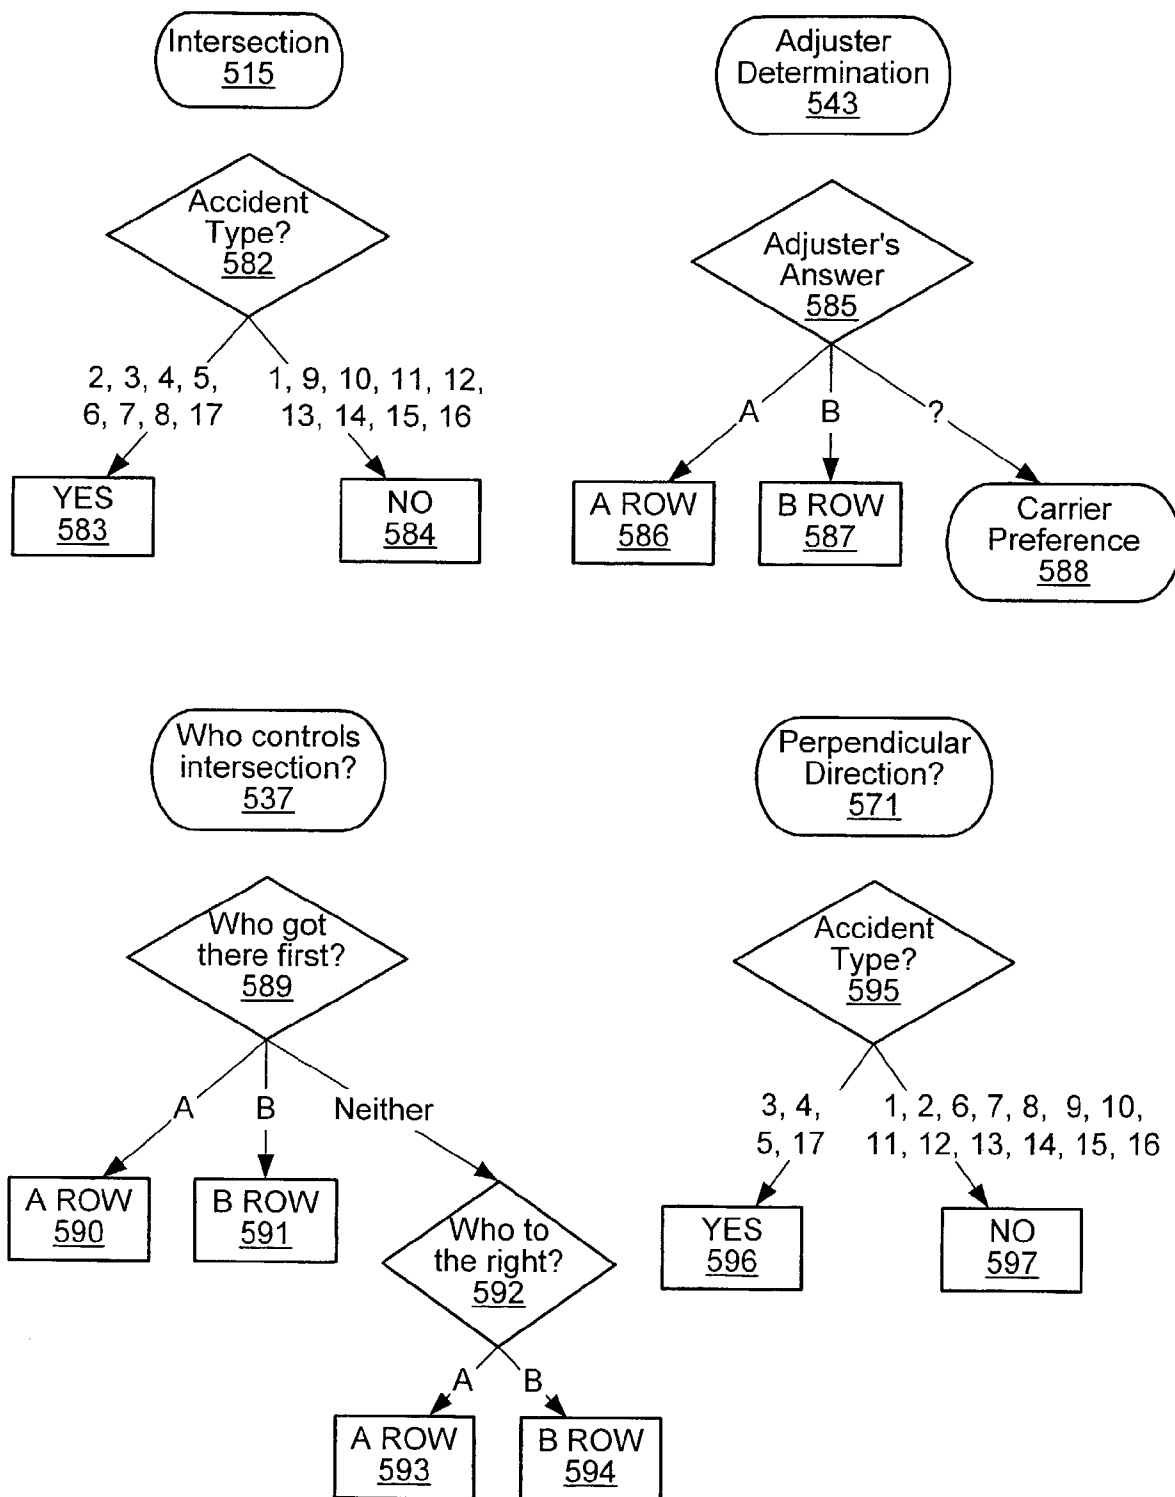 Intersection
515
Accident
Type?
582
2, 3, 4, 5,
6, 7, 8, 17
1, 9, 10, 11, 12,
13, 14, 15, 16
YES
583
NO
584
Adjuster
Determination
543
Adjuster's
Answer
585
A
B
?
A ROW
586
B ROW
587
Carrier
Preference
588
Who controls
intersection?
537
Who got
there first?
589
A
B
Neither
A ROW
590
B ROW
591
Who to
the right?
592
A
B
A ROW
593
B ROW
594
Perpendicular
Direction?
571
Accident
Type?
595
3, 4,
5, 17
1, 2, 6, 7, 8, 9, 10,
11, 12, 13, 14, 15, 16
YES
596
NO
597